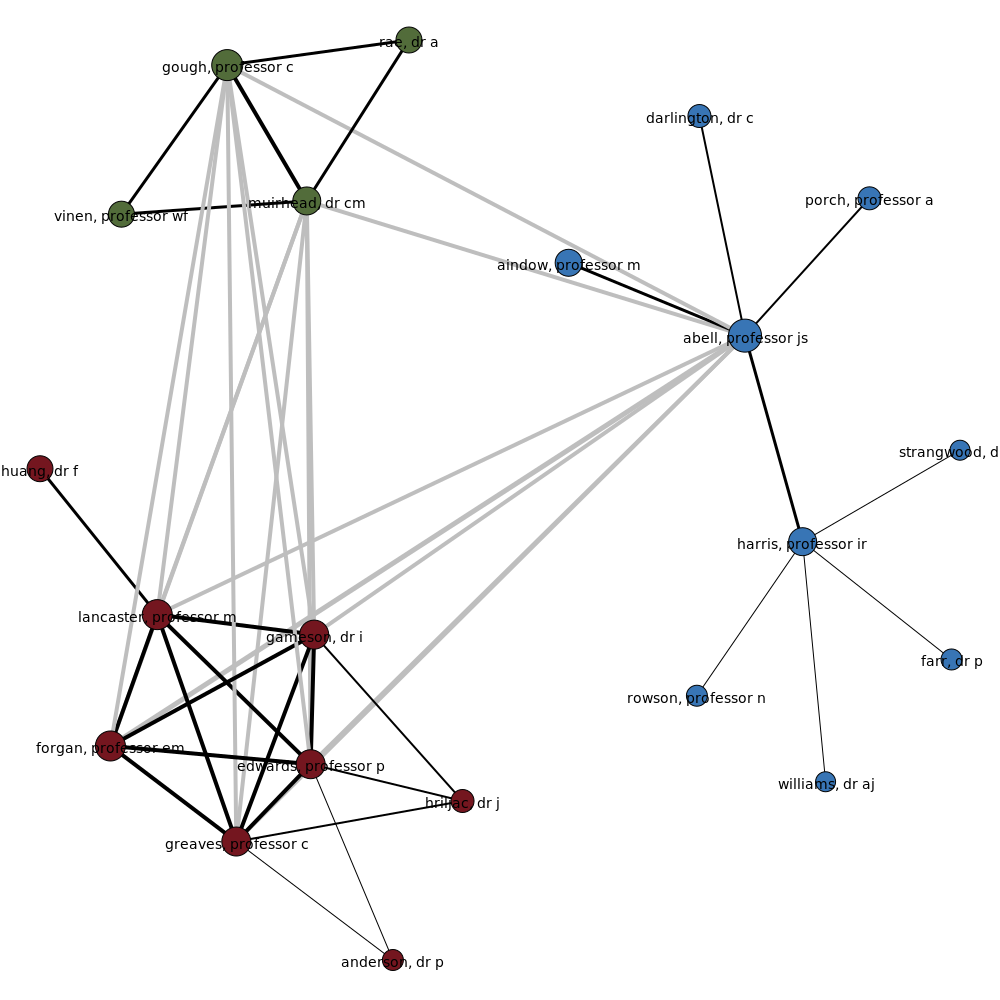 rae, dr a
gough, professor c
darlington, dr c
porch, professor a
muirhead, dr cm
vinen, professor wf
aindow, professor m
abell, professor js
strangwood, d
huang, dr f
harris, professor ir
lancaster, professor m
gameson, dr i
farr, dr p
rowson, professor n
forgan, professor em
edwards, professor p
williams, dr aj
hriljac, dr j
greaves, professor c
anderson, dr p